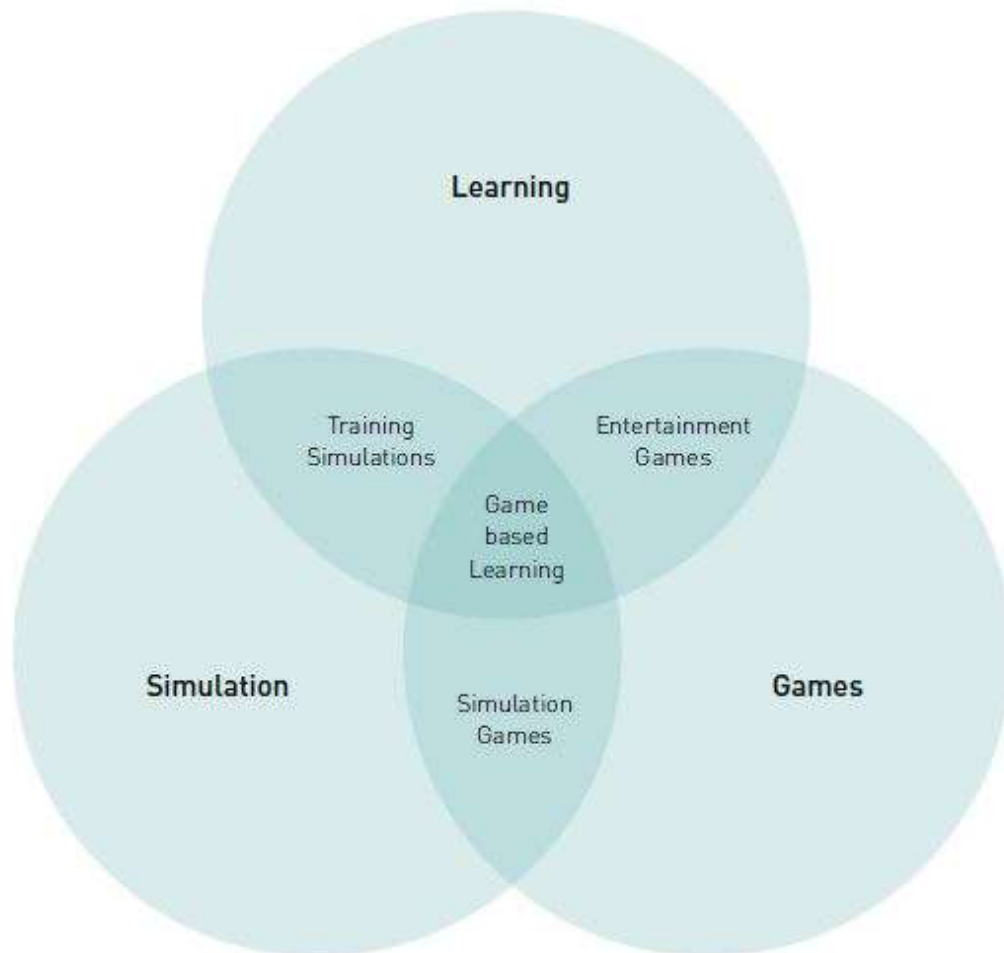 Learning
Training
Simulations
Entertainment
Games
Game
based
Learning
Simulation
Games
Simulation
Games